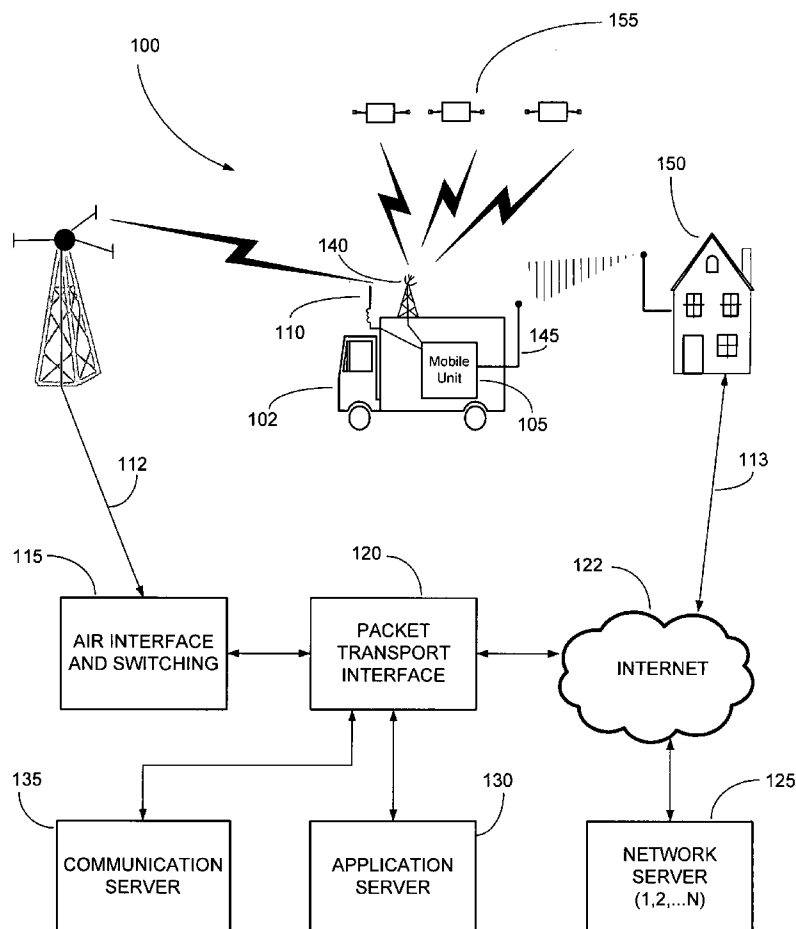 100
155
150
140
110
145
Mobile
Unit
102
105
112
113
115
120
122
AIR INTERFACE
AND SWITCHING
PACKET
TRANSPORT
INTERFACE
INTERNET
135
130
125
COMMUNICATION
SERVER
APPLICATION
SERVER
NETWORK
SERVER
(1,2,...N)